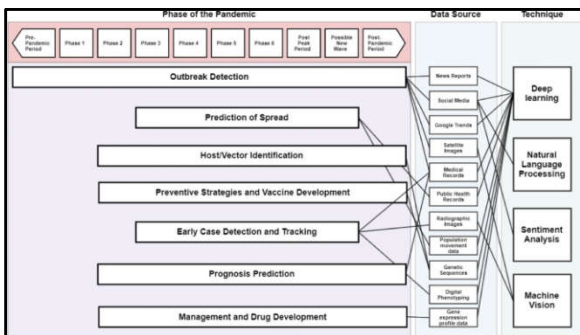 Phase of the Pandemic
Data Source
Technique
Pre-
Pandemic
Period
Phase 1
Phase 2
Phase 3
Phase 4
Phase 5
Phase 6
Post
Peak
Period
Possible
New
Wave
Post-
Pandemic
Period
Outbreak Detection
Prediction of Spread
Host/Vector Identification
Preventive Strategies and Vaccine Development
Early Case Detection and Tracking
Prognosis Prediction
Management and Drug Development
News Reports
Social Media
Google Trends
Satellite
Images
Medical
Records
Public Health
Records
Radiographic
Images
Population
movement
data
Genetic
Sequences
Digital
Phenotyping
Gene
expression
profile data
Deep
learning
Natural
Language
Processing
Sentiment
Analysis
Machine
Vision